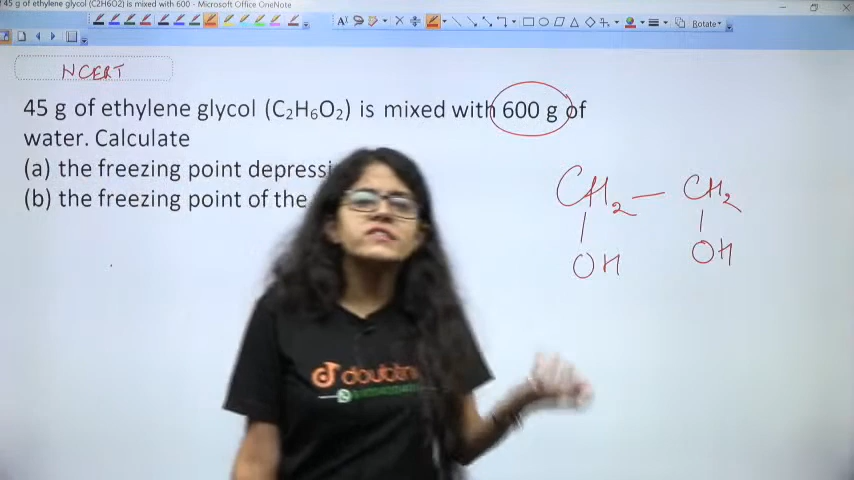 45 g of ethylene glycol (C2H6O2) is mixed with 600 - Microsoft Office OneNote
Rotate
NCERT
45 g of ethylene glycol (C₂H₆O₂) is mixed with 600 g of
water. Calculate
(a) the freezing point
(b) the freezing point of the
CH₂ — CH₂
OH OH
doubtnut